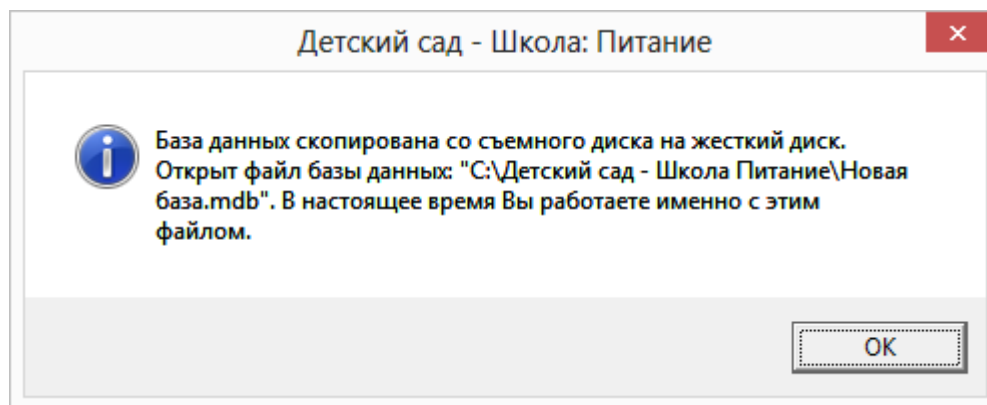 Детский сад - Школа: Питание
База данных скопирована со съемного диска на жесткий диск.
Открыт файл базы данных: "C:\Детский сад - Школа Питание\Новая
база.mdb". В настоящее время Вы работаете именно с этим
файлом.
OK